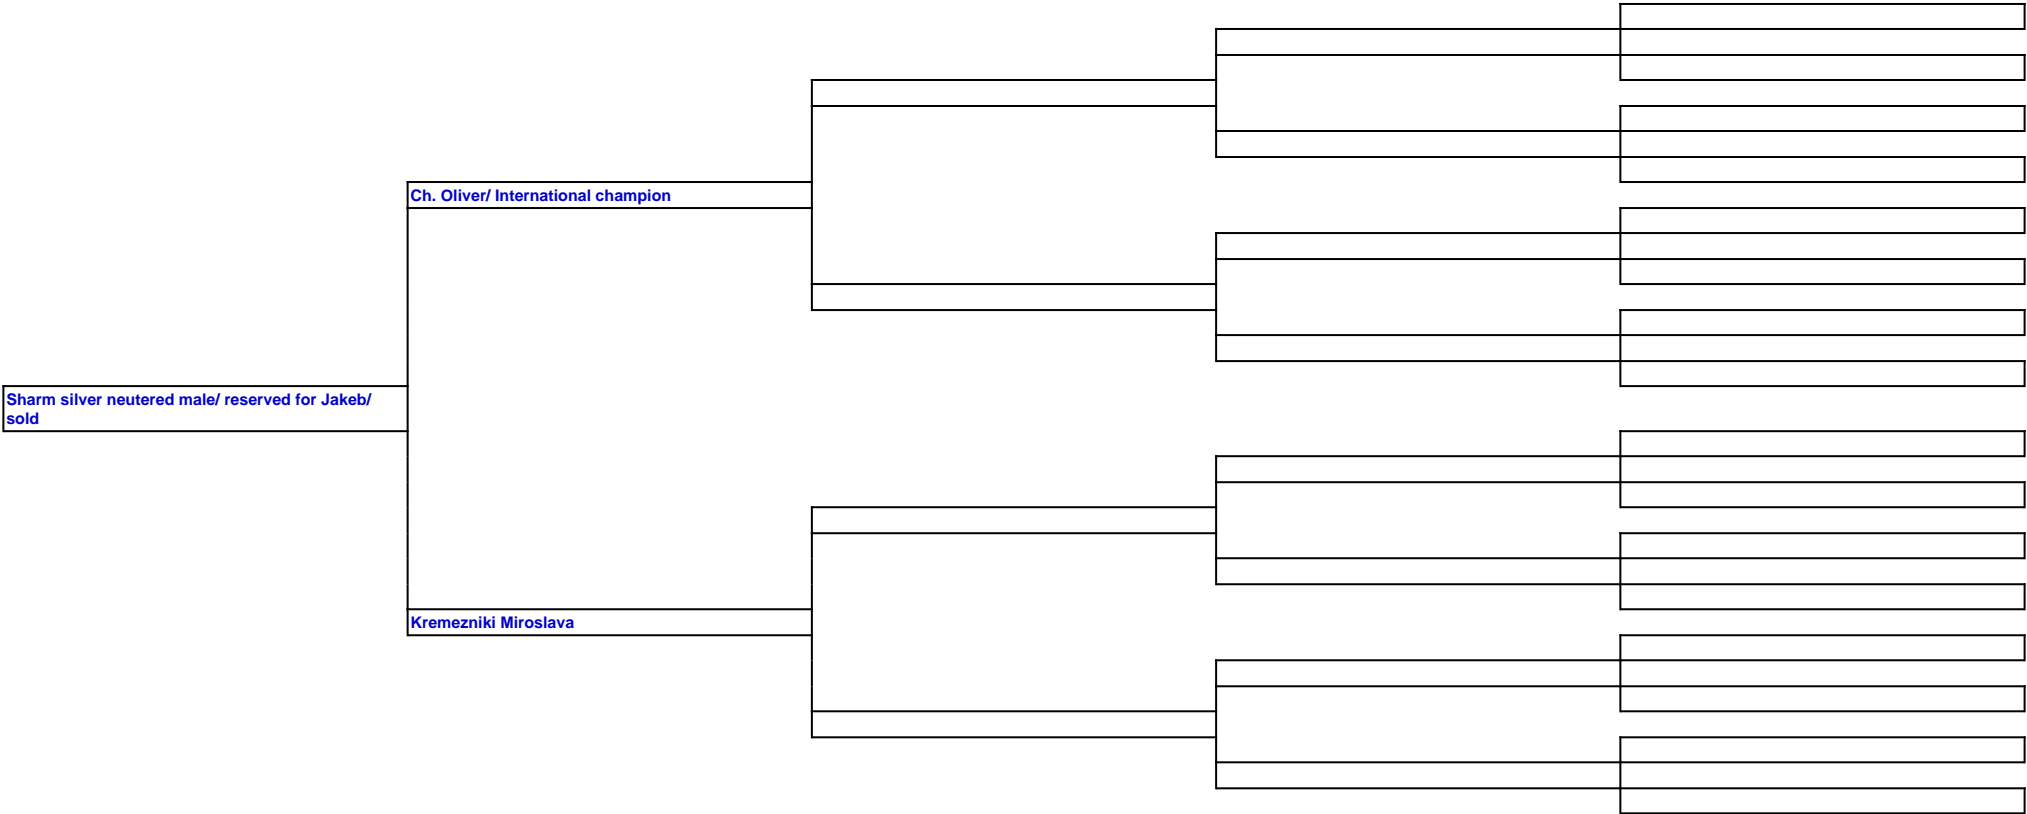 Ch. Oliver/ International champion
Sharm silver neutered male/ reserved for Jakeb/
sold
Kremezniki Miroslava